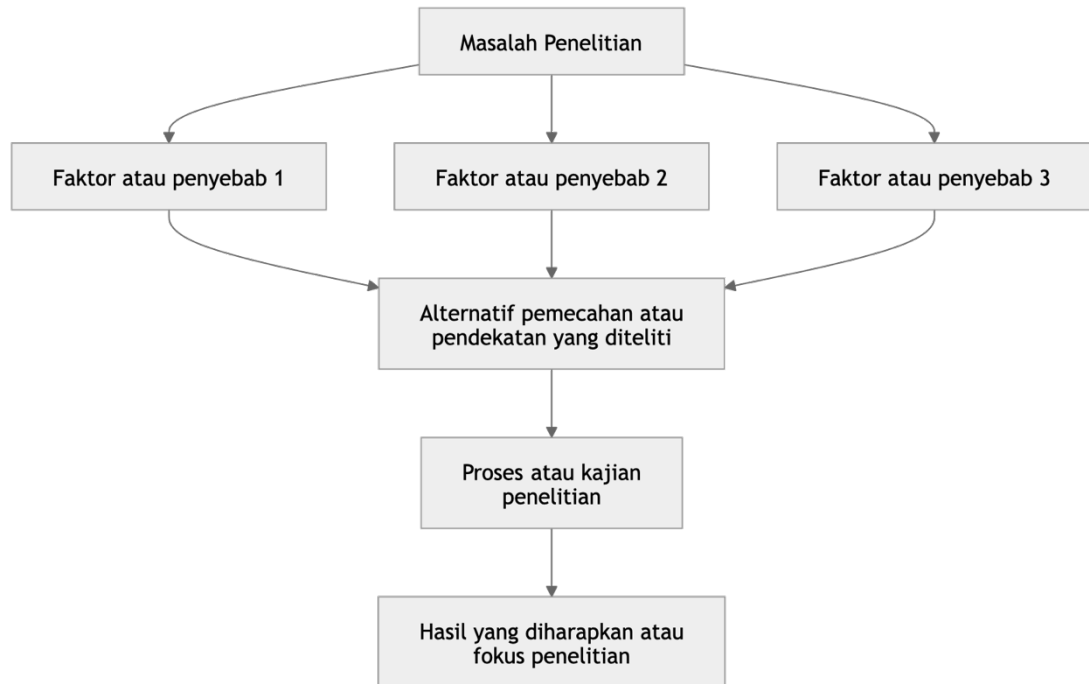 Masalah Penelitian
Faktor atau penyebab 1
Faktor atau penyebab 2
Faktor atau penyebab 3
Alternatif pemecahan atau
pendekatan yang diteliti
Proses atau kajian
penelitian
Hasil yang diharapkan atau
fokus penelitian